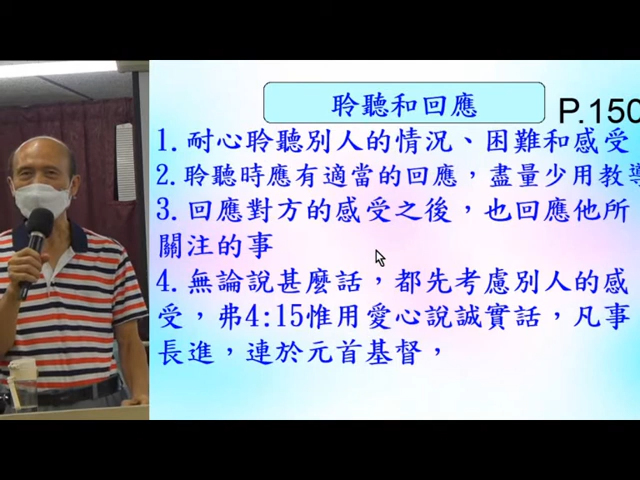 聆聽和回應
P.150
1.耐心聆聽別人的情況、困難和感受
2.聆聽時應有適當的回應，盡量少用教導
3.回應對方的感受之後，也回應他所
關注的事
4.無論說甚麼話，都先考慮別人的感
受，弗4:15惟用愛心說誠實話，凡事
長進，連於元首基督，